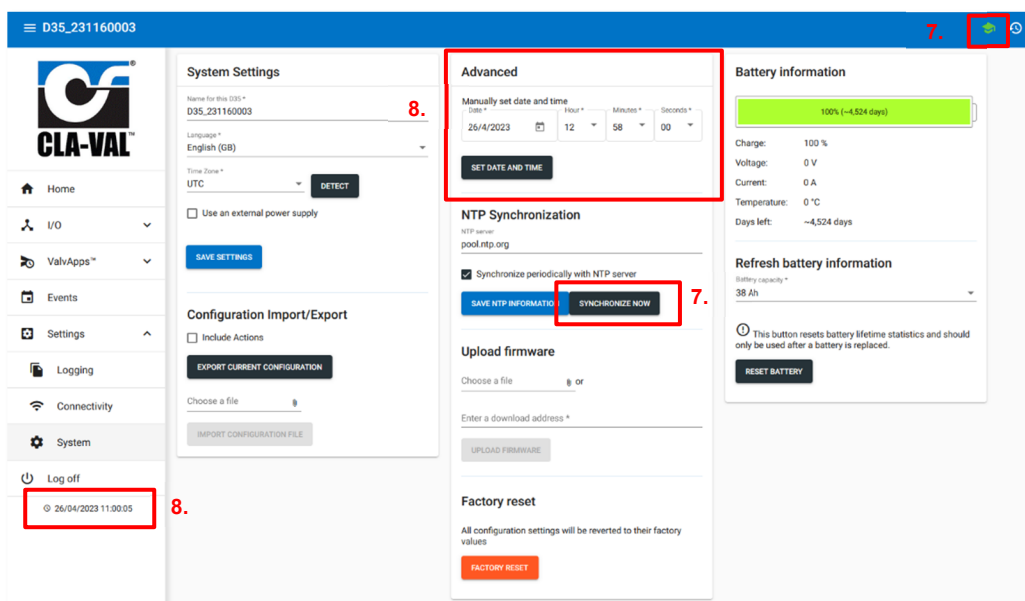 D35_231160003
7.
CLA-VAL
Home
I/O
ValvApps™
Events
Settings
Logging
Connectivity
System
Log off
26/04/2023 11:00:05
8.
System Settings
Name for this D35 *
D35_231160003
Language *
English (GB)
Time Zone *
UTC
DETECT
Use an external power supply
SAVE SETTINGS
Configuration Import/Export
Include Actions
EXPORT CURRENT CONFIGURATION
Choose a file
IMPORT CONFIGURATION FILE
8.
Advanced
Manually set date and time
Date * Hour * Minutes * Seconds *
26/4/2023 12 58 00
SET DATE AND TIME
NTP Synchronization
NTP server
pool.ntp.org
Synchronize periodically with NTP server
SAVE NTP INFORMATION SYNCHRONIZE NOW
7.
Upload firmware
Choose a file or
Enter a download address *
UPLOAD FIRMWARE
Factory reset
All configuration settings will be reverted to their factory
values
FACTORY RESET
Battery information
100% (~4,524 days)
Charge: 100 %
Voltage: 0 V
Current: 0 A
Temperature: 0 °C
Days left: ~4,524 days
Refresh battery information
Battery capacity *
38 Ah
This button resets battery lifetime statistics and should
only be used after a battery is replaced.
RESET BATTERY